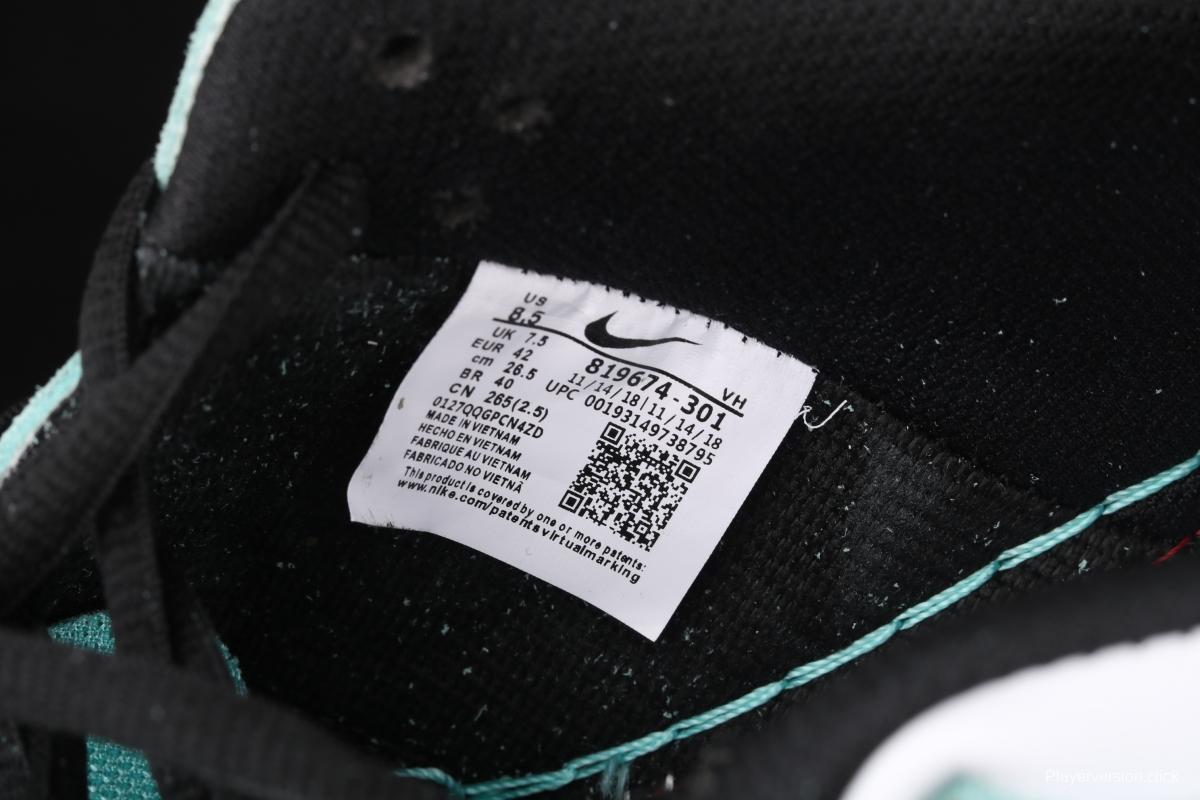 US
8.5
UK 7.5
EUR 42
cm 26.5
BR 40
CN 265(2.5)
819674-301
VH
11/14/18|11/14/18
UPC 00193149738795
0127QQGPCN4ZD
MADE IN VIETNAM
HECHO EN VIETNAM
FABRIQUE AU VIETNAM
FABRICADO NO VIETNÃ
This product is covered by one or more patents:
www.nike.com/patentsvirtualmarking
Playerversion.click